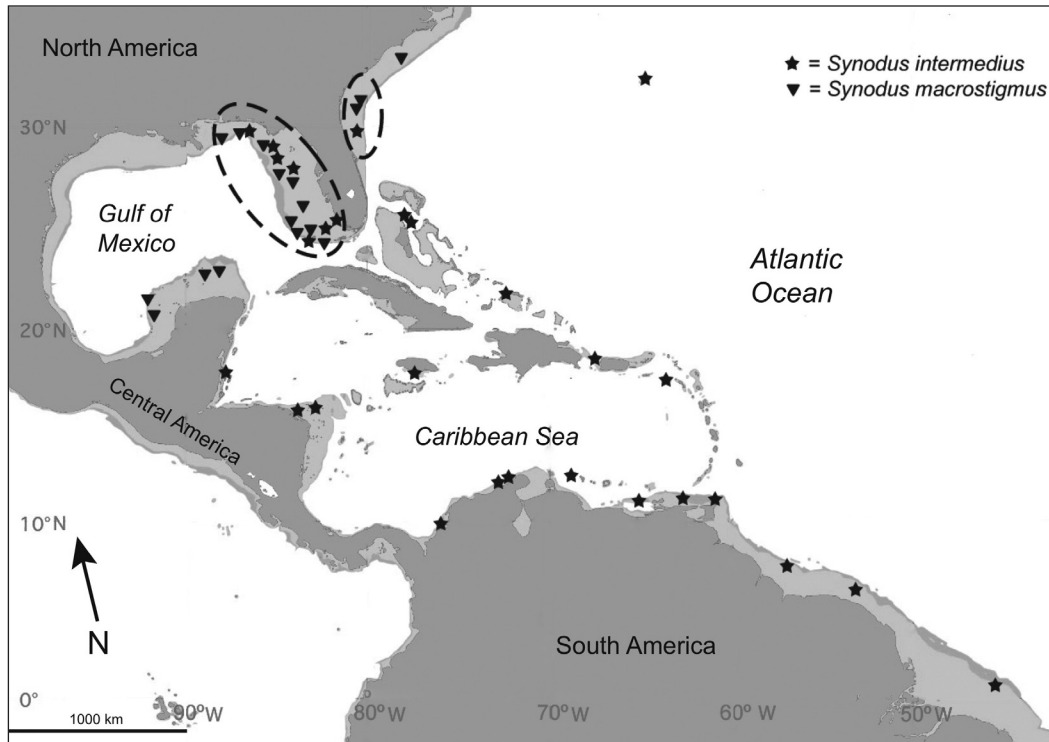 North America
★ = Synodus intermedius
▼ = Synodus macrostigmus
30°N
Gulf of
Mexico
Atlantic
Ocean
20°N
Central America
Caribbean Sea
10°N
N
South America
0°
1000 km
90°W
80°W
70°W
60°W
50°W